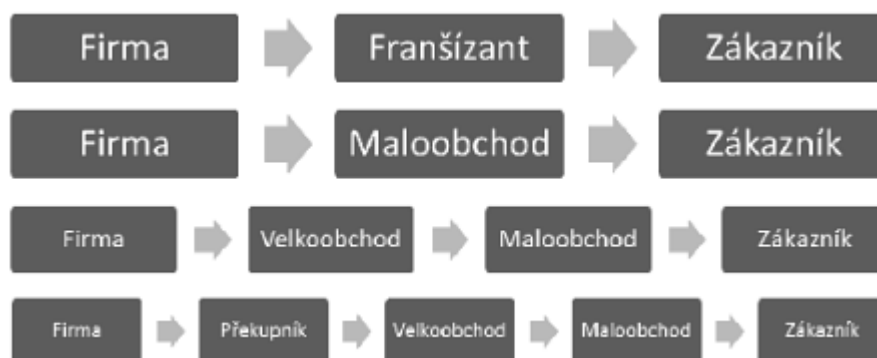 Firma Franšízant Zákazník
Firma Maloobchod Zákazník
Firma Velkoobchod Maloobchod Zákazník
Firma Překupník Velkoobchod Maloobchod Zákazník